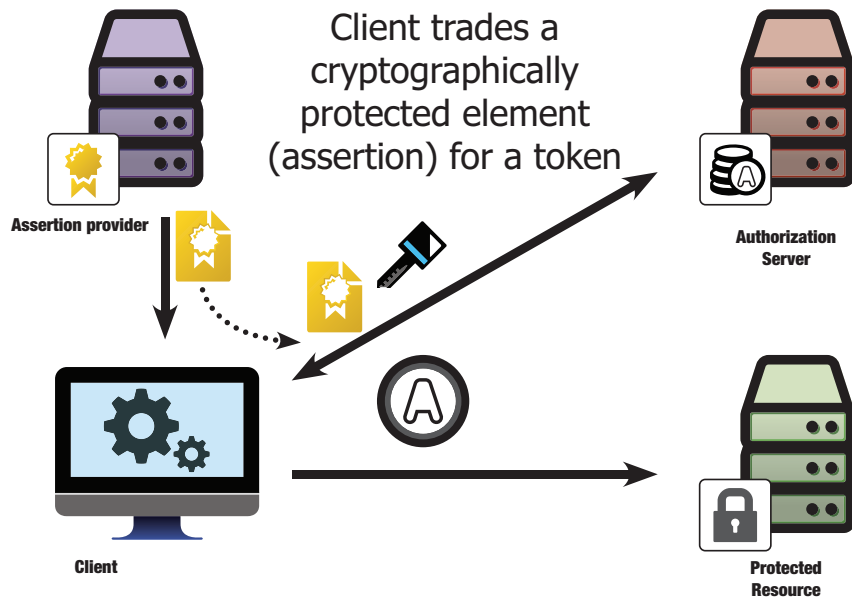 Client trades a
cryptographically
protected element
(assertion) for a token
Assertion provider
A
Authorization
Server
A
Client
Protected
Resource